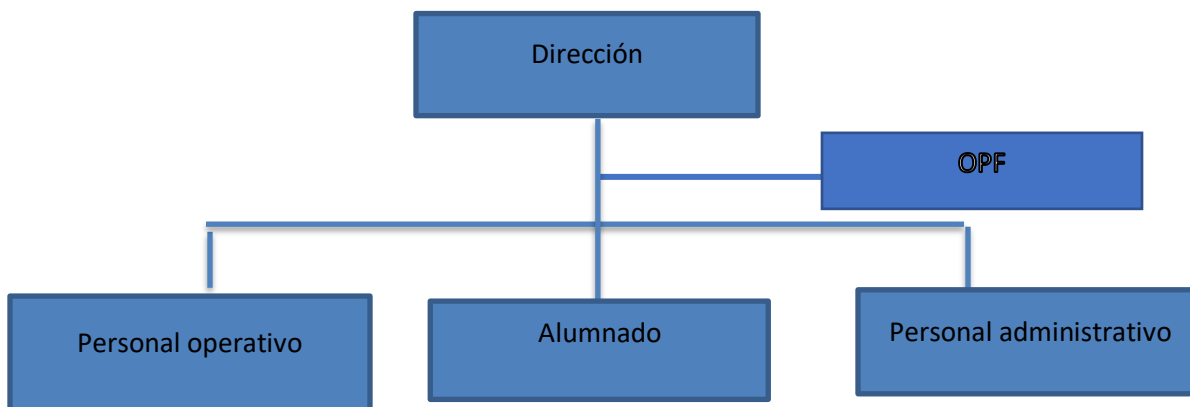 Dirección
OPF
Personal operativo
Alumnado
Personal administrativo